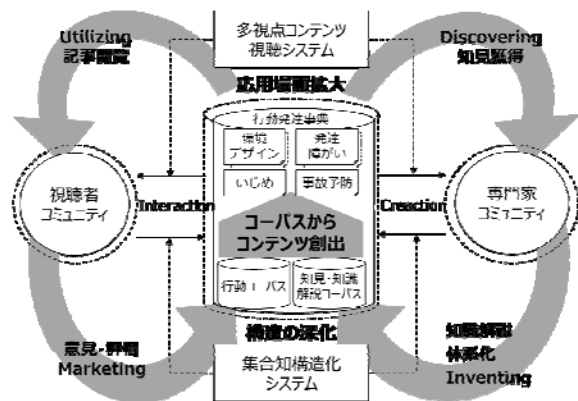 Utilizing
記事閲覧
多視点コンテンツ
視聴システム
Discovering
知見獲得
応用場面拡大
行動発達事典
環境
デザイン
発達
障がい
いじめ
事故予防
視聴者
コミュニティ
Interaction
Creaction
専門家
コミュニティ
コーパスから
コンテンツ創出
行動コーパス
知見・知識
解説コーパス
構造の深化
意見・評価
Marketing
集合知構造化
システム
体系化
Inventing